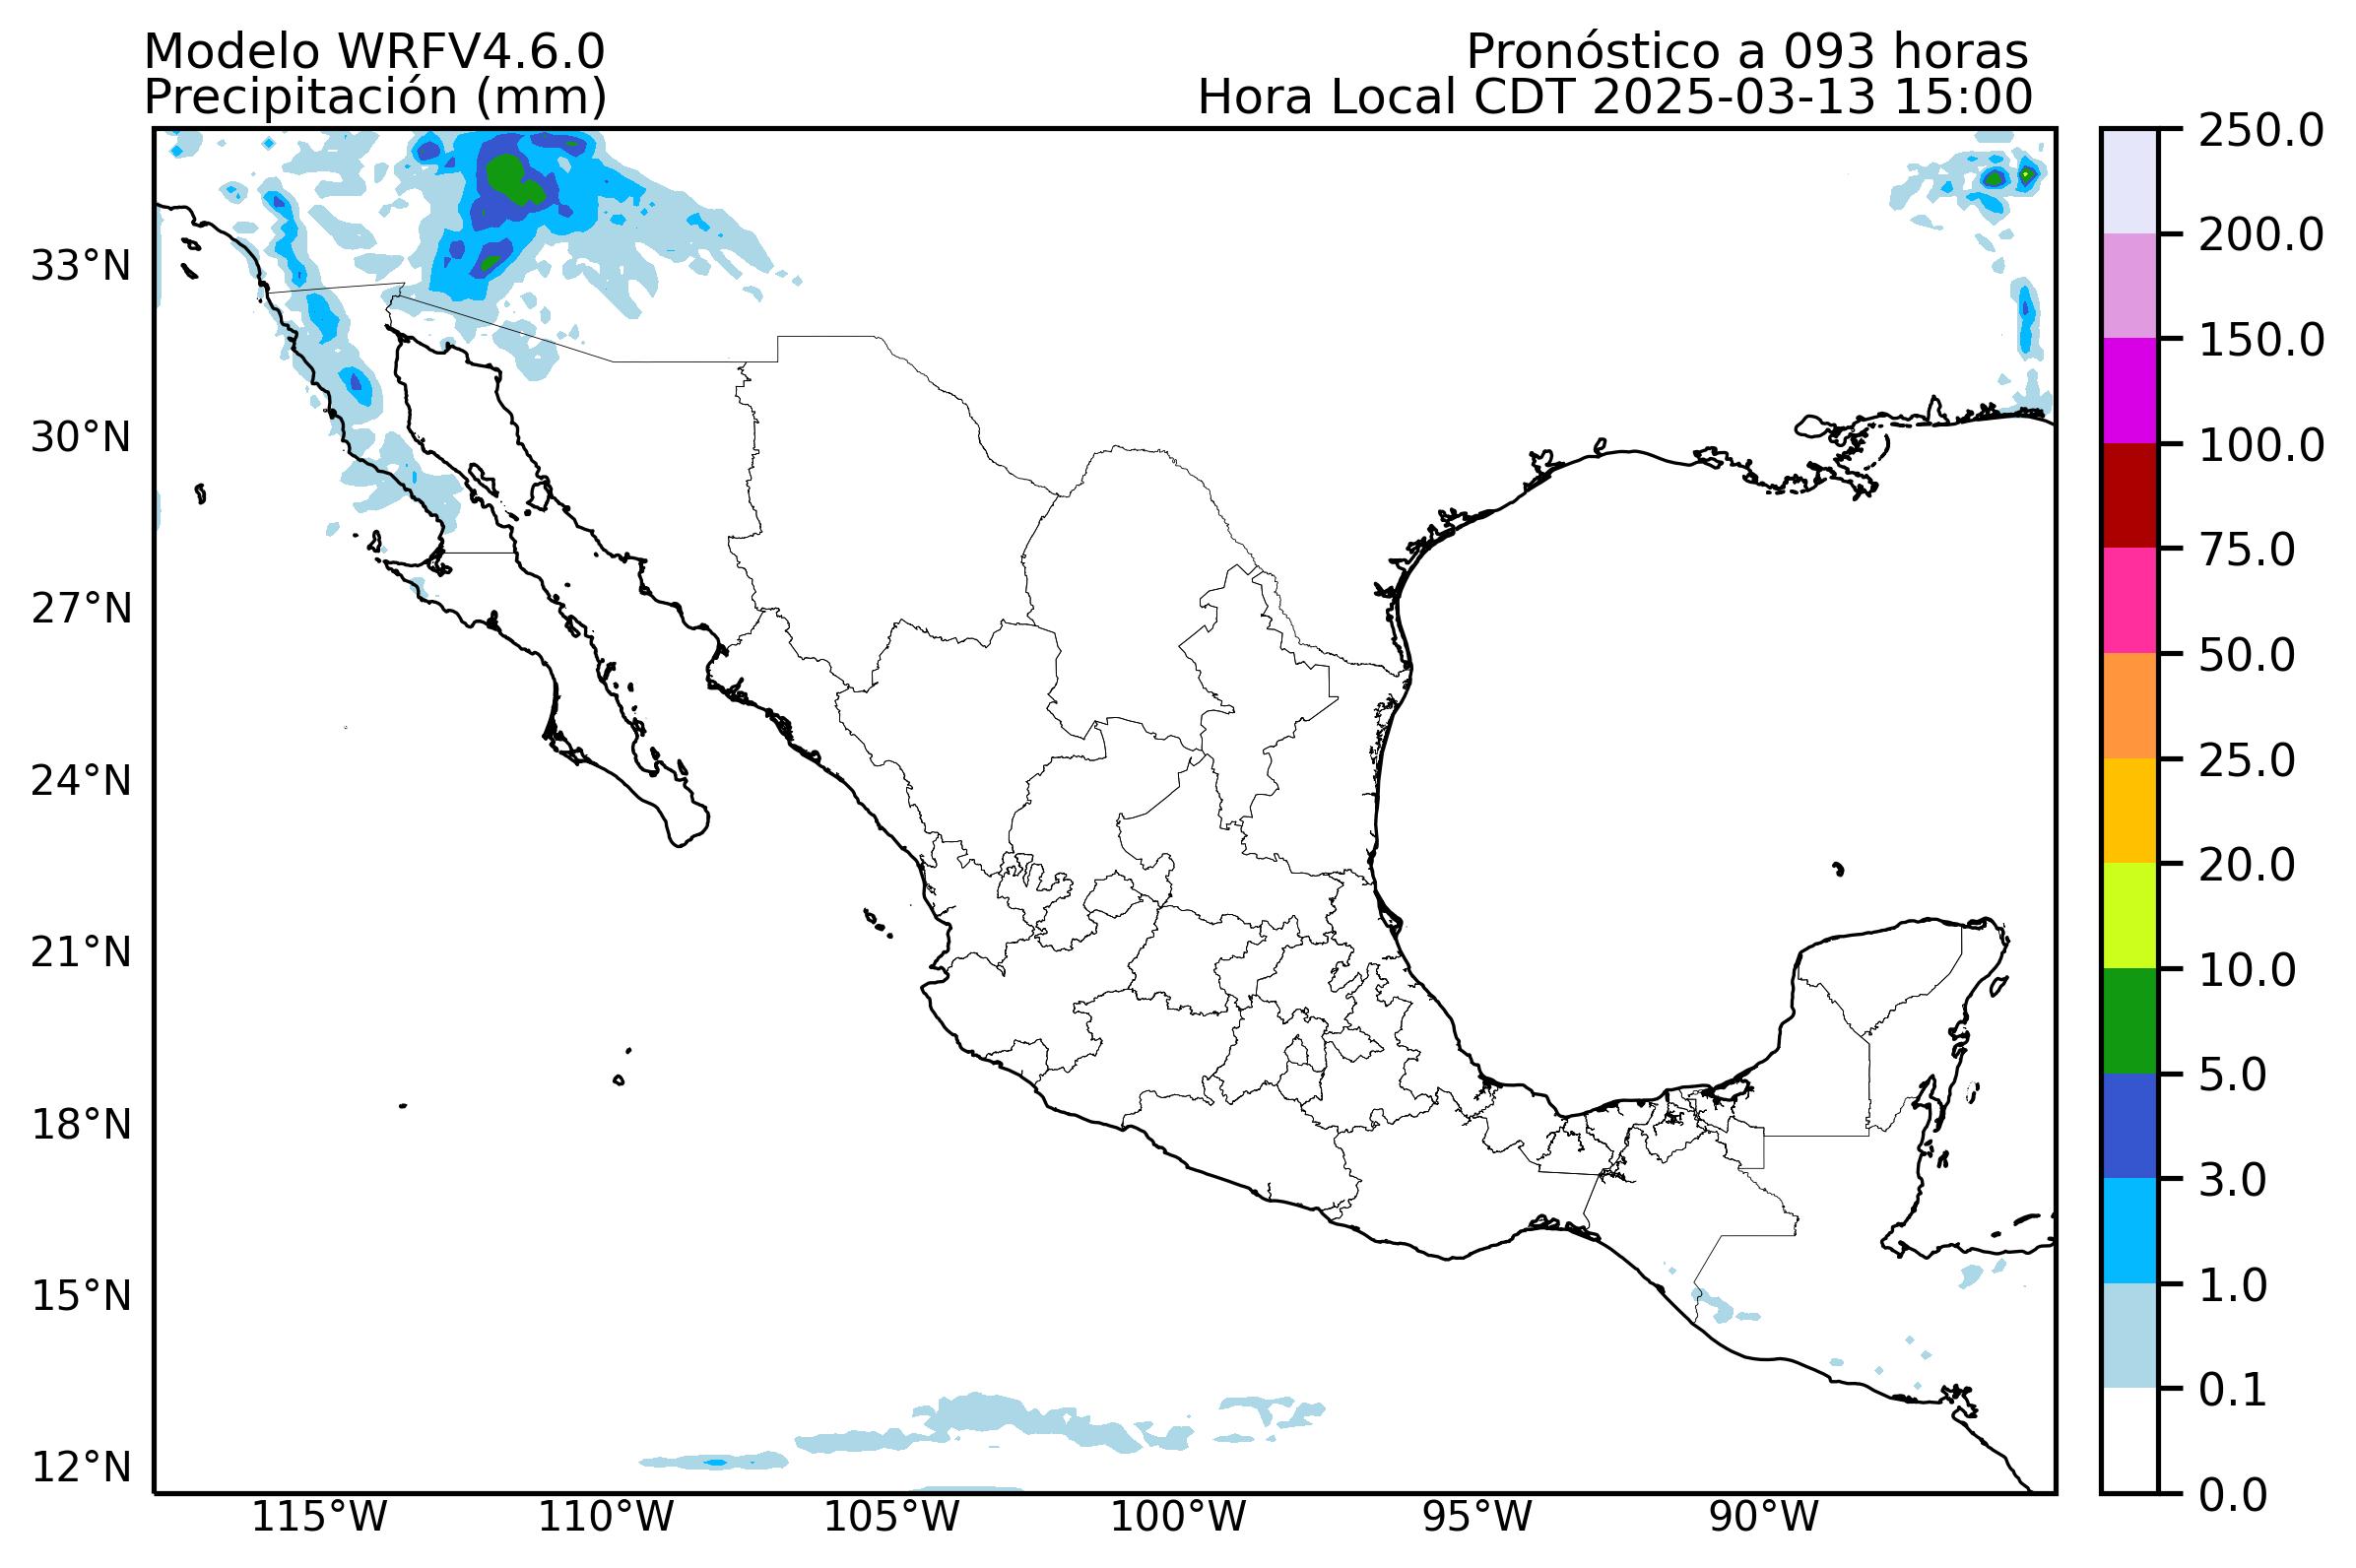 Modelo WRFV4.6.0
Pronóstico a 093 horas
Precipitación (mm)
Hora Local CDT 2025-03-13 15:00
33°N
30°N
27°N
24°N
21°N
18°N
15°N
12°N
115°W
110°W
105°W
100°W
95°W
90°W
250.0
200.0
150.0
100.0
75.0
50.0
25.0
20.0
10.0
5.0
3.0
1.0
0.1
0.0